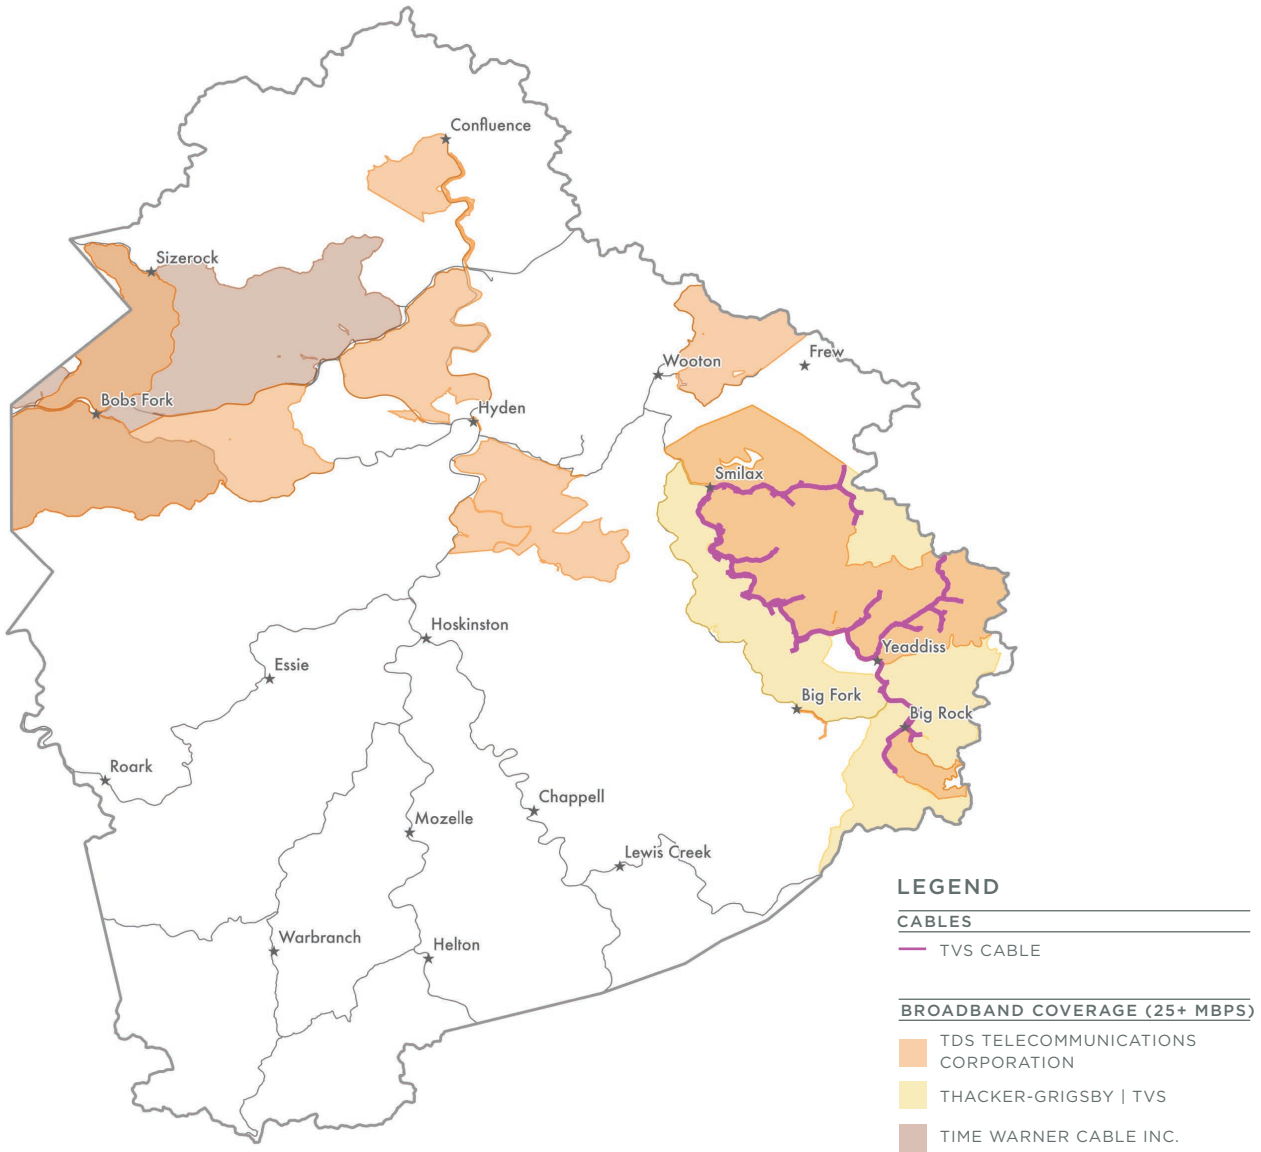 Confluence
Sizerock
Frew
Wooton
Bobs Fork
Hyden
Smilax
Hoskinston
Yeaddiss
Essie
Big Fork
Big Rock
Roark
Chappell
Mozelle
Lewis Creek
Warbranch
Helton
LEGEND
CABLES
TVS CABLE
BROADBAND COVERAGE (25+ MBPS)
TDS TELECOMMUNICATIONS
CORPORATION
THACKER-GRIGSBY | TVS
TIME WARNER CABLE INC.